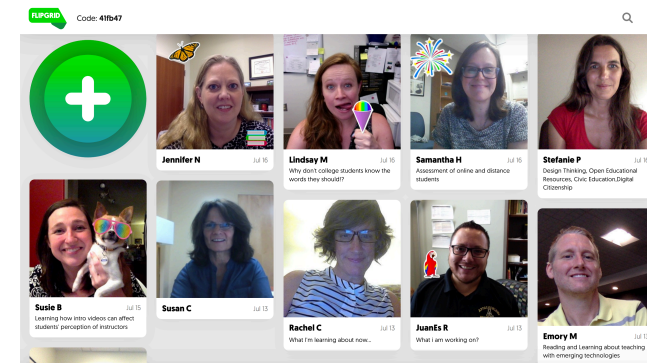 FLIPGRID
Code: 41fb47
Jennifer N Jul 16
Lindsay M Jul 16
Why don't college students know the
words they should!?
Samantha H Jul 16
Assessment of online and distance
students
Stefanie P Jul 16
Design Thinking, Open Educational
Resources, Civic Education,Digital
Citizenship
Susie B Jul 15
Learning how intro videos can affect
students' perception of instructors
Susan C Jul 13
Rachel C Jul 13
What I'm learning about now...
JuanEs R Jul 13
What i am working on?
Emory M Jul 13
Reading and Learning about teaching
with emerging technologies